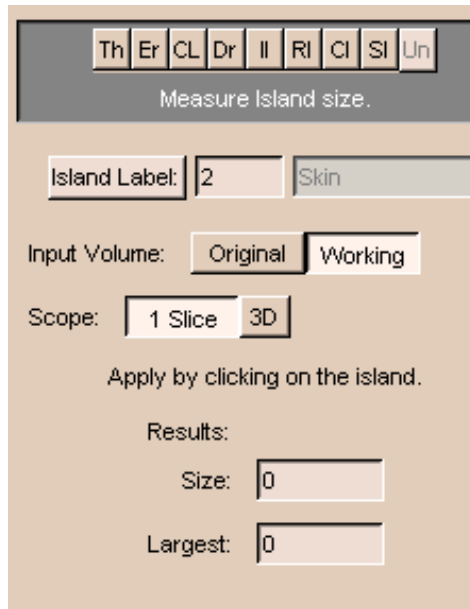 Th Er CL Dr II RI CI SI Un
Measure Island size.
Island Label: 2 Skin
Input Volume: Original Working
Scope: 1 Slice 3D
Apply by clicking on the island.
Results:
Size: 0
Largest: 0